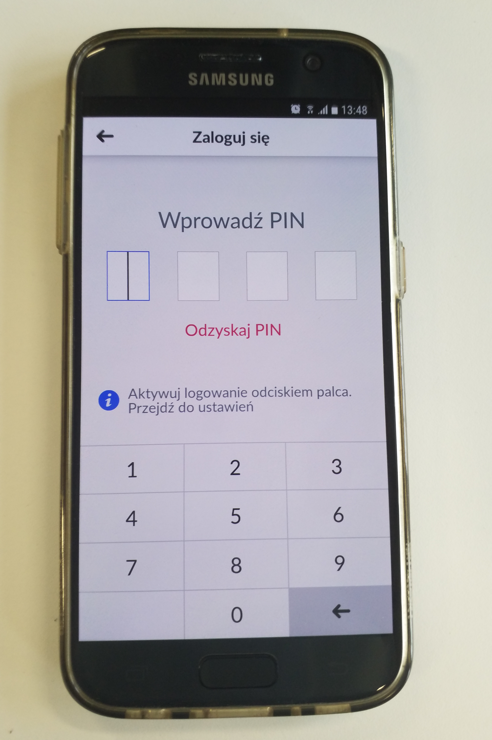 SAMSUNG
13:48
Zaloguj się
Wprowadź PIN
Odzyskaj PIN
Aktywuj logowanie odciskiem palca.
Przejdź do ustawień
1 2 3
4 5 6
7 8 9
0